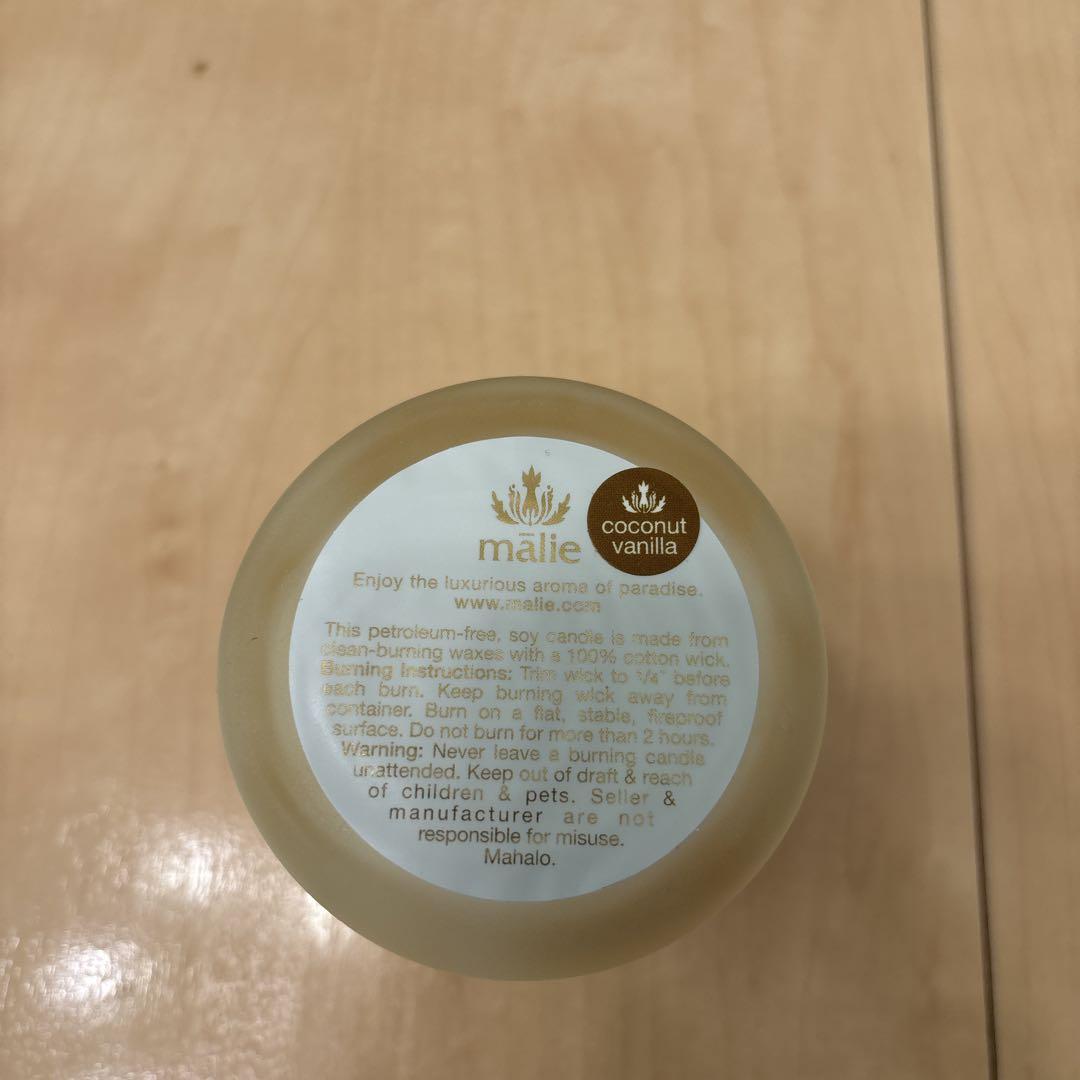 mālie
coconut
vanilla
Enjoy the luxurious aroma of paradise.
www.malie.com
This petroleum-free, soy candle is made from
clean-burning waxes with a 100% cotton wick.
Burning Instructions: Trim wick to 1/4" before
each burn. Keep burning wick away from
container. Burn on a flat, stable, fireproof
surface. Do not burn for more than 2 hours.
Warning: Never leave a burning candle
unattended. Keep out of draft & reach
of children & pets. Seller &
manufacturer are not
responsible for misuse.
Mahalo.